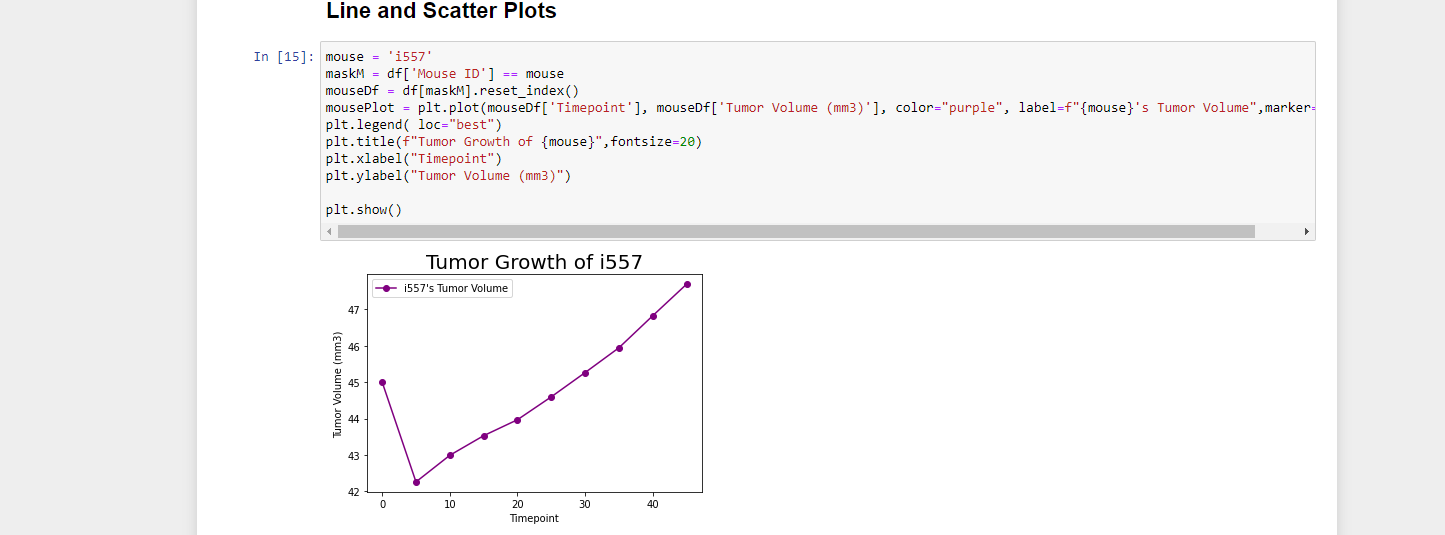 Line and Scatter Plots
In [15]:
mouse = 'i557'
maskM = df['Mouse ID'] == mouse
mouseDf = df[maskM].reset_index()
mousePlot = plt.plot(mouseDf['Timepoint'], mouseDf['Tumor Volume (mm3)'], color="purple", label=f"{mouse}'s Tumor Volume",marker=
plt.legend( loc="best")
plt.title(f"Tumor Growth of {mouse}",fontsize=20)
plt.xlabel("Timepoint")
plt.ylabel("Tumor Volume (mm3)")
plt.show()
Tumor Growth of i557
i557's Tumor Volume
Tumor Volume (mm3)
47
46
45
44
43
42
0 10 20 30 40
Timepoint